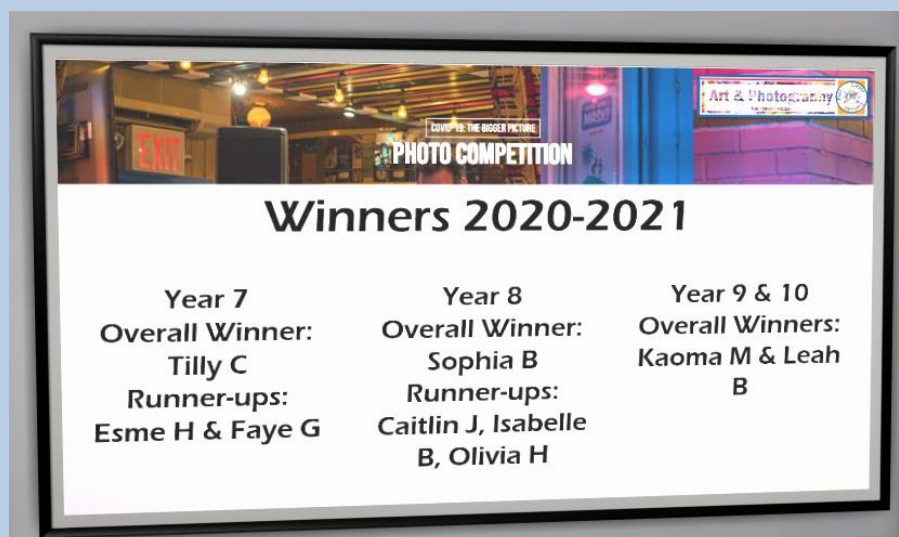 EXIT
Art & Photography
COVID-19: THE BIGGER PICTURE
PHOTO COMPETITION
Winners 2020-2021
Year 7
Overall Winner:
Tilly C
Runner-ups:
Esme H & Faye G
Year 8
Overall Winner:
Sophia B
Runner-ups:
Caitlin J, Isabelle
B, Olivia H
Year 9 & 10
Overall Winners:
Kaoma M & Leah
B